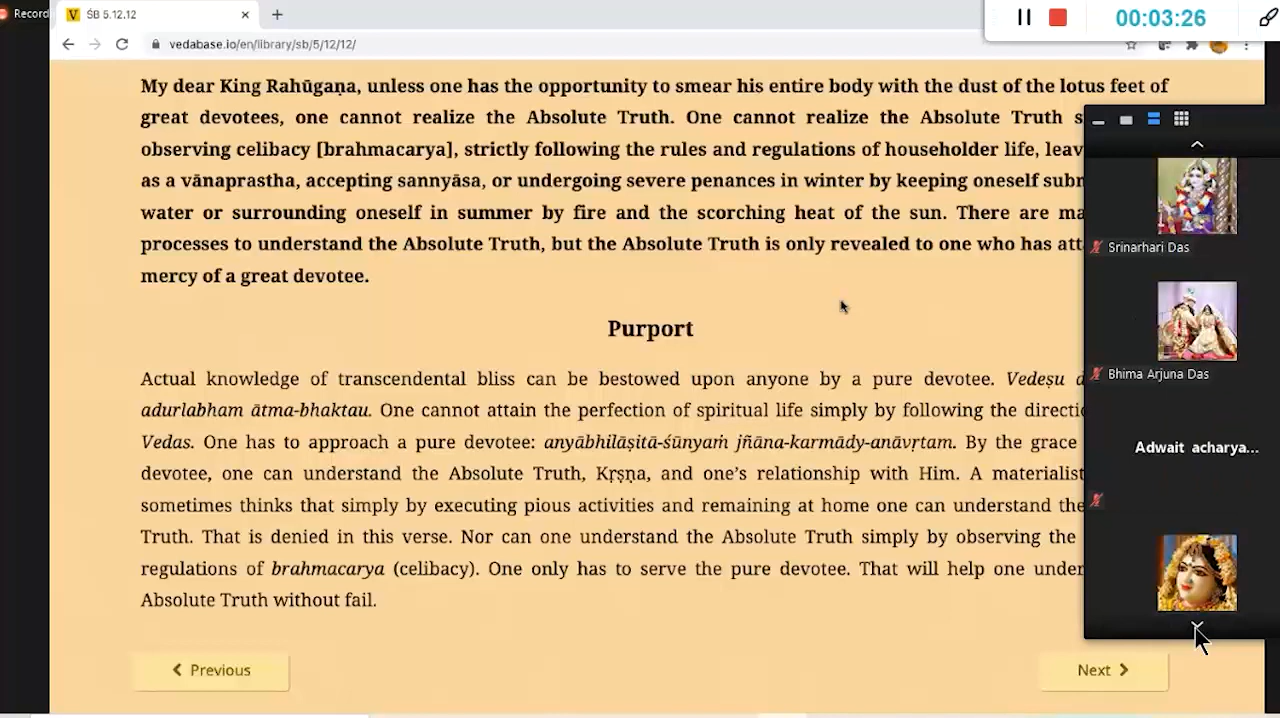 Record
ŚB 5.12.12
00:03:26
vedabase.io/en/library/sb/5/12/12/
My dear King Rahūgaṇa, unless one has the opportunity to smear his entire body with the dust of the lotus feet of
great devotees, one cannot realize the Absolute Truth. One cannot realize the Absolute Truth s
observing celibacy [brahmacarya], strictly following the rules and regulations of householder life, leav
as a vānaprastha, accepting sannyāsa, or undergoing severe penances in winter by keeping oneself subm
water or surrounding oneself in summer by fire and the scorching heat of the sun. There are ma
processes to understand the Absolute Truth, but the Absolute Truth is only revealed to one who has atta
mercy of a great devotee.
Purport
Actual knowledge of transcendental bliss can be bestowed upon anyone by a pure devotee. Vedeṣu d
adurlabham ātma-bhaktau. One cannot attain the perfection of spiritual life simply by following the directio
Vedas. One has to approach a pure devotee: anyābhilāṣitā-śūnyaṁ jñāna-karmādy-anāvṛtam. By the grace
devotee, one can understand the Absolute Truth, Kṛṣṇa, and one's relationship with Him. A materialist
sometimes thinks that simply by executing pious activities and remaining at home one can understand the
Truth. That is denied in this verse. Nor can one understand the Absolute Truth simply by observing the
regulations of brahmacarya (celibacy). One only has to serve the pure devotee. That will help one under
Absolute Truth without fail.
Previous
Next
Srinarhari Das
Bhima Arjuna Das
Adwait acharya...